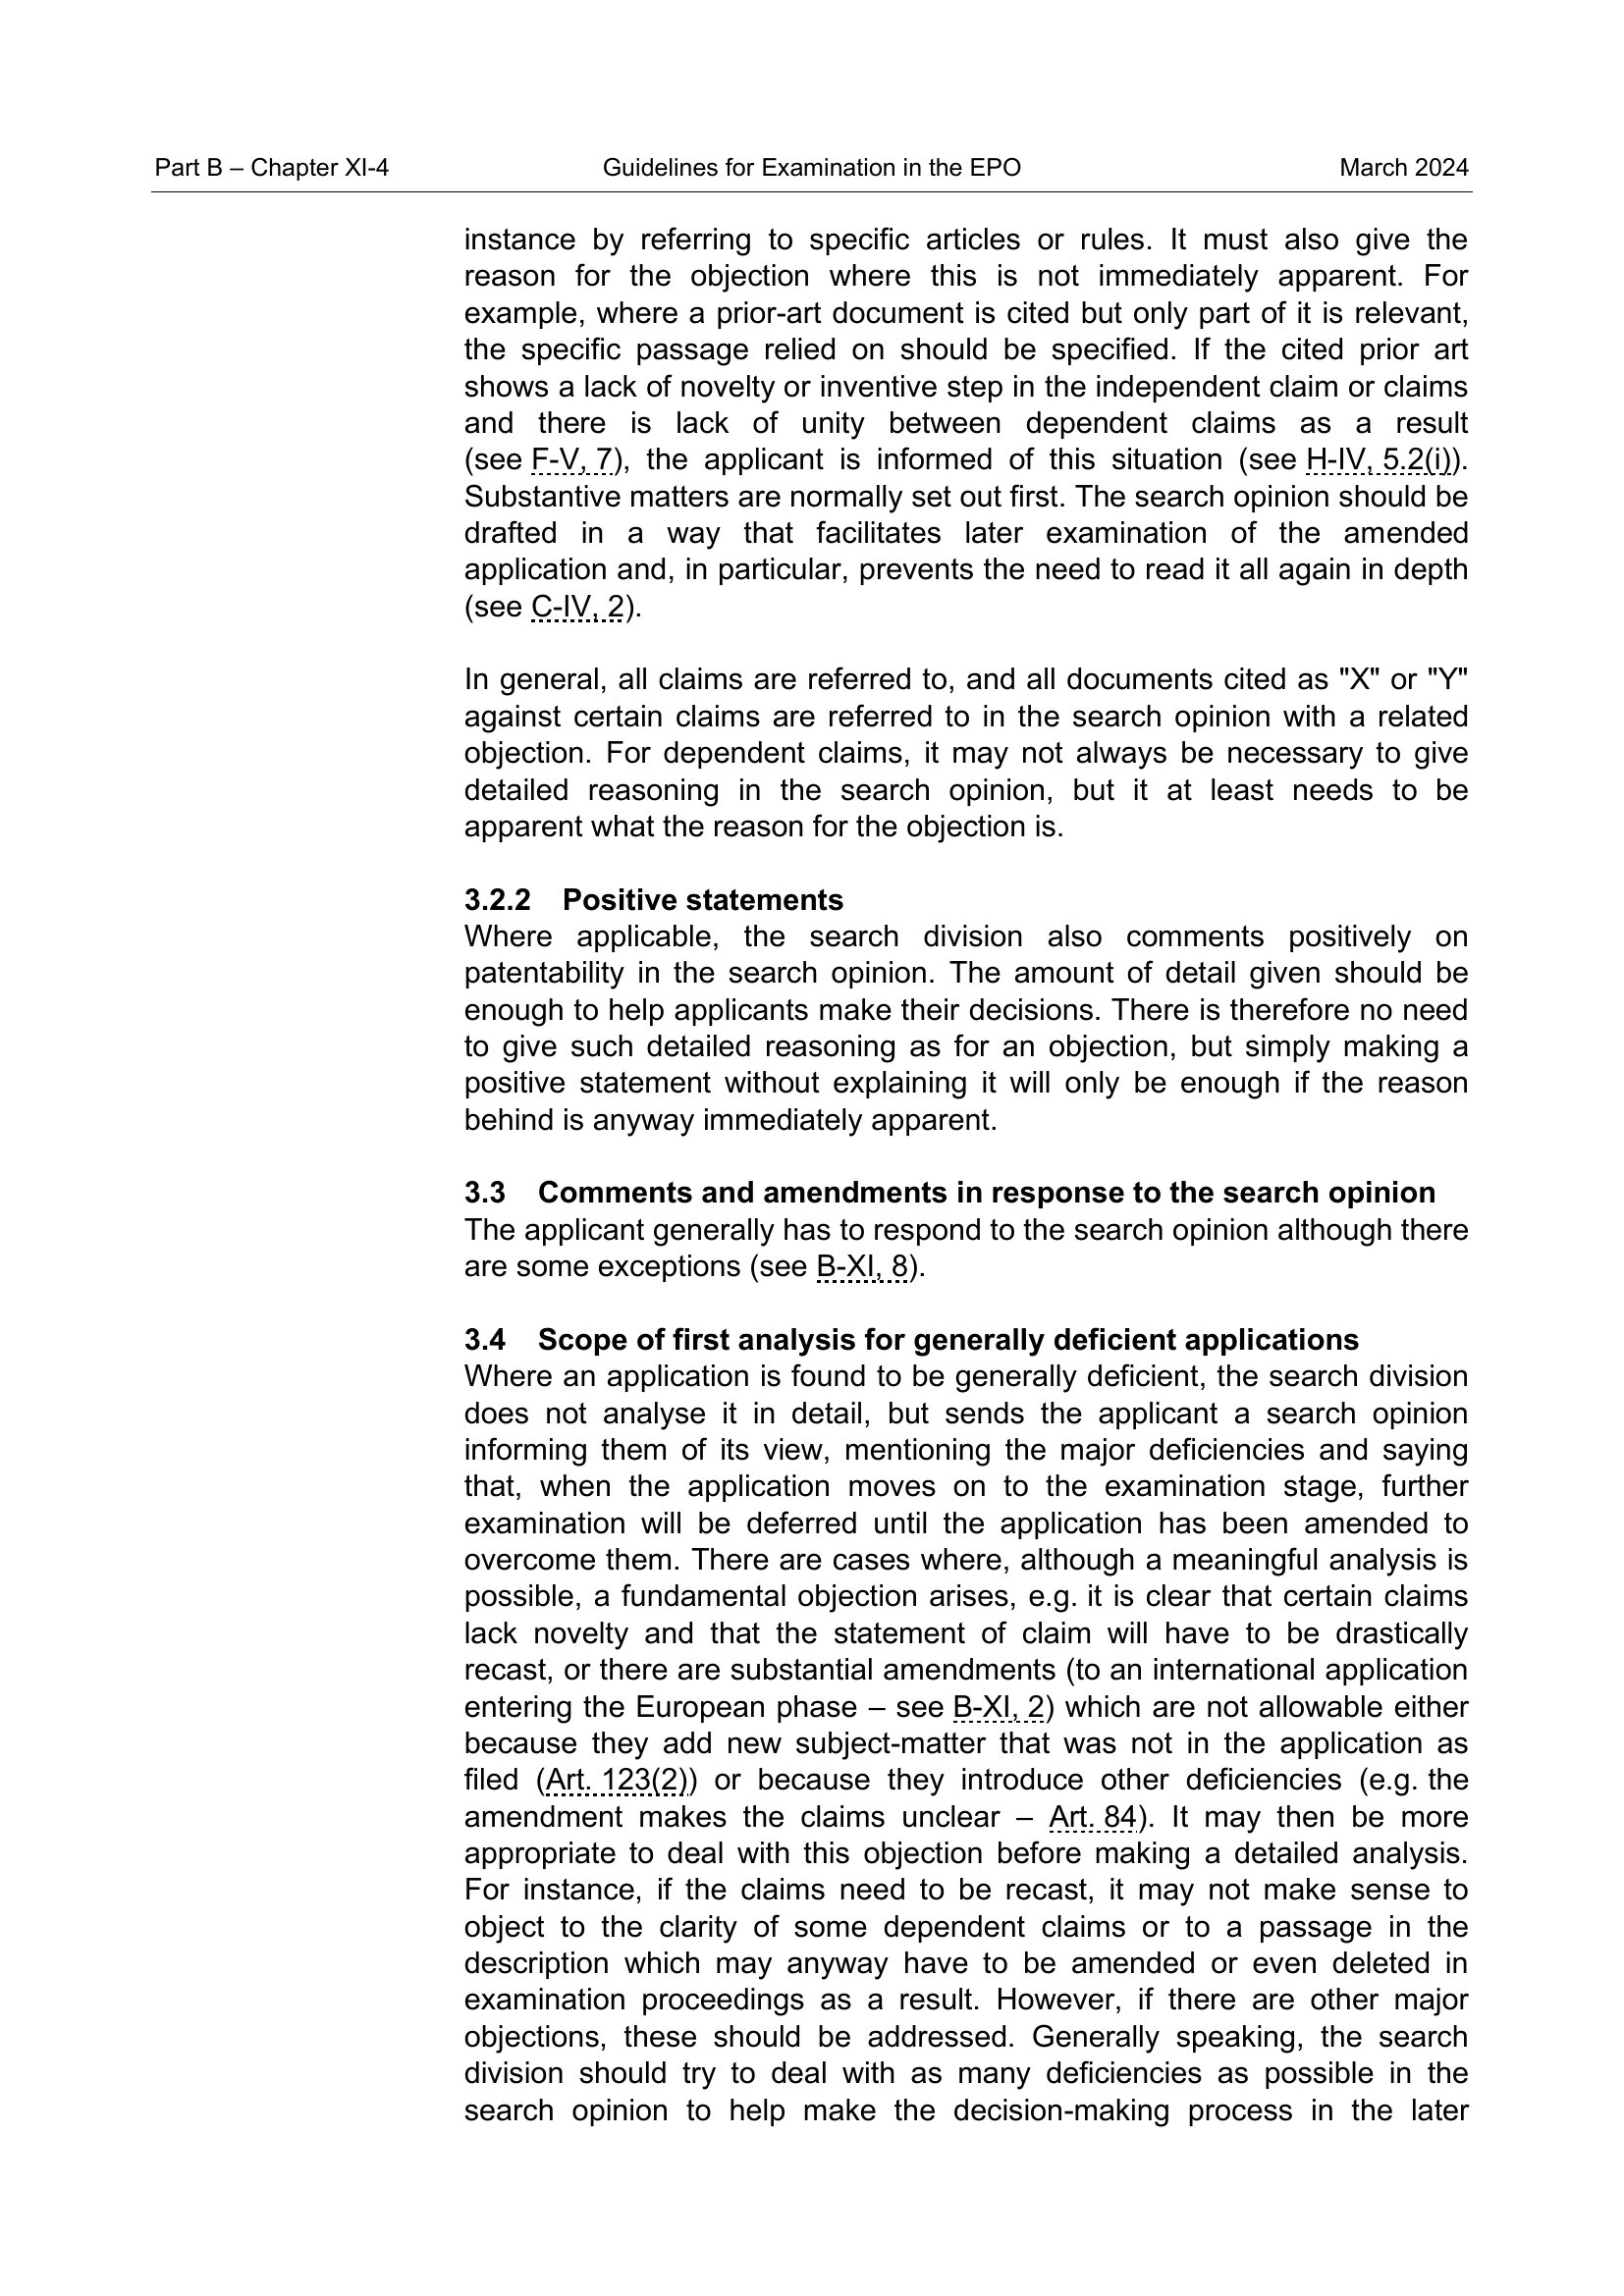 Part B – Chapter XI-4 Guidelines for Examination in the EPO March 2024
instance by referring to specific articles or rules. It must also give the
reason for the objection where this is not immediately apparent. For
example, where a prior-art document is cited but only part of it is relevant,
the specific passage relied on should be specified. If the cited prior art
shows a lack of novelty or inventive step in the independent claim or claims
and there is lack of unity between dependent claims as a result
(see F-V, 7), the applicant is informed of this situation (see H-IV, 5.2(i)).
Substantive matters are normally set out first. The search opinion should be
drafted in a way that facilitates later examination of the amended
application and, in particular, prevents the need to read it all again in depth
(see C-IV, 2).
In general, all claims are referred to, and all documents cited as "X" or "Y"
against certain claims are referred to in the search opinion with a related
objection. For dependent claims, it may not always be necessary to give
detailed reasoning in the search opinion, but it at least needs to be
apparent what the reason for the objection is.
3.2.2 Positive statements
Where applicable, the search division also comments positively on
patentability in the search opinion. The amount of detail given should be
enough to help applicants make their decisions. There is therefore no need
to give such detailed reasoning as for an objection, but simply making a
positive statement without explaining it will only be enough if the reason
behind is anyway immediately apparent.
3.3 Comments and amendments in response to the search opinion
The applicant generally has to respond to the search opinion although there
are some exceptions (see B-XI, 8).
3.4 Scope of first analysis for generally deficient applications
Where an application is found to be generally deficient, the search division
does not analyse it in detail, but sends the applicant a search opinion
informing them of its view, mentioning the major deficiencies and saying
that, when the application moves on to the examination stage, further
examination will be deferred until the application has been amended to
overcome them. There are cases where, although a meaningful analysis is
possible, a fundamental objection arises, e.g. it is clear that certain claims
lack novelty and that the statement of claim will have to be drastically
recast, or there are substantial amendments (to an international application
entering the European phase – see B-XI, 2) which are not allowable either
because they add new subject-matter that was not in the application as
filed (Art. 123(2)) or because they introduce other deficiencies (e.g. the
amendment makes the claims unclear – Art. 84). It may then be more
appropriate to deal with this objection before making a detailed analysis.
For instance, if the claims need to be recast, it may not make sense to
object to the clarity of some dependent claims or to a passage in the
description which may anyway have to be amended or even deleted in
examination proceedings as a result. However, if there are other major
objections, these should be addressed. Generally speaking, the search
division should try to deal with as many deficiencies as possible in the
search opinion to help make the decision-making process in the later